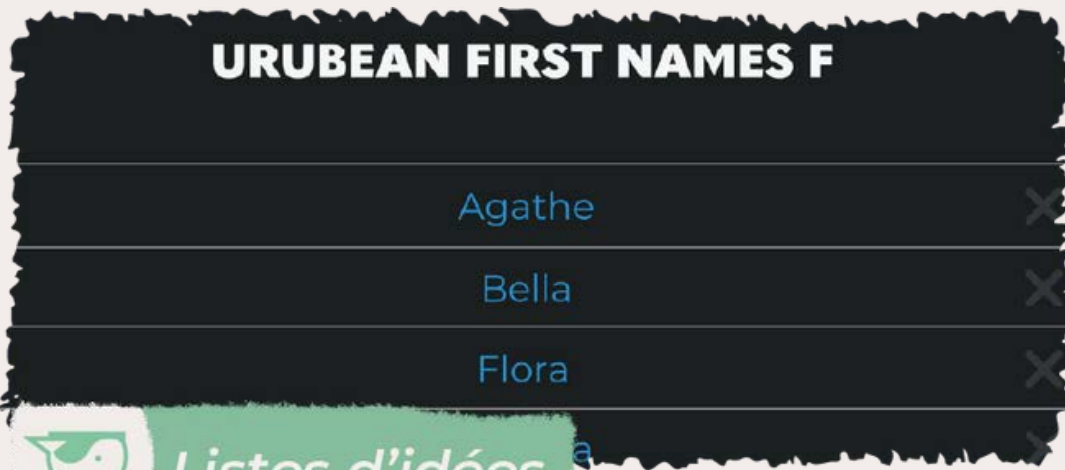 URUBEAN FIRST NAMES F
Agathe
Bella
Flora
Listes d'idées